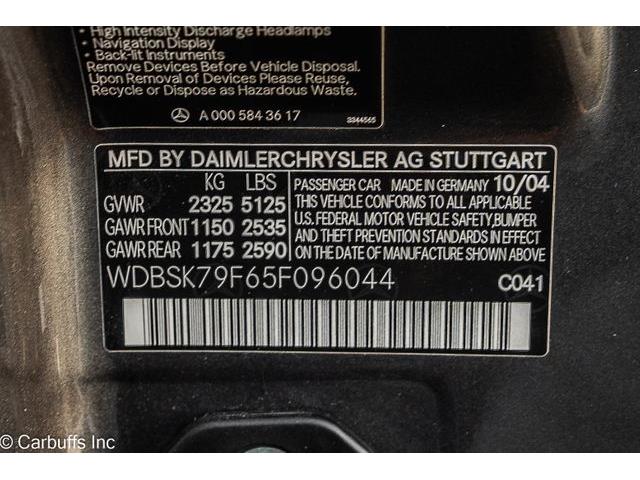 • High Intensity Discharge Headlamps
• Navigation Display
• Back-lit Instruments
Remove Devices Before Vehicle Disposal.
Upon Removal of Devices Please Reuse,
Recycle or Dispose as Hazardous Waste.
A 000 584 36 17
3344565
MFD BY DAIMLERCHRYSLER AG STUTTGART
KG LBS
GVWR 2325 5125
GAWR FRONT 1150 2535
GAWR REAR 1175 2590
PASSENGER CAR MADE IN GERMANY 10/04
THIS VEHICLE CONFORMS TO ALL APPLICABLE
U.S. FEDERAL MOTOR VEHICLE SAFETY, BUMPER
AND THEFT PREVENTION STANDARDS IN EFFECT
ON THE DATE OF MANUFACTURE SHOWN ABOVE.
WDBSK79F65F096044
C041
© Carbuffs Inc